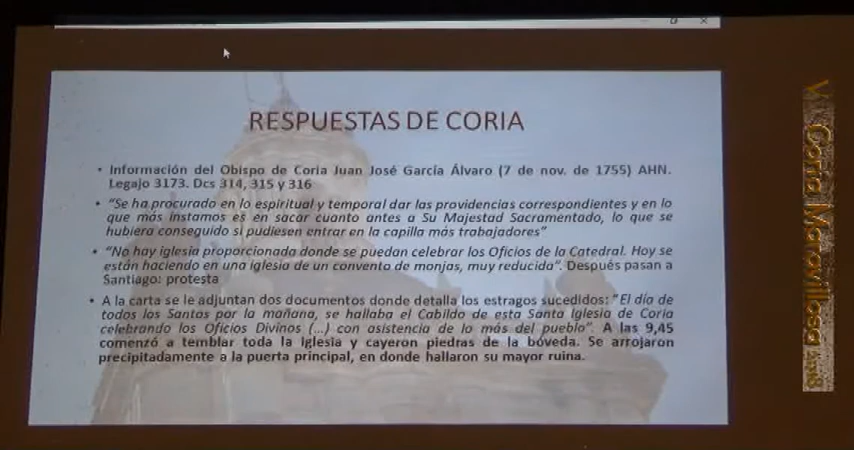 RESPUESTAS DE CORIA
• Información del Obispo de Coria Juan José García Álvaro (7 de nov. de 1755) AHN.
Legajo 3173. Dcs 314, 315 y 316
• "Se ha procurado en lo espiritual y temporal dar las providencias correspondientes y en lo
que más instamos es en sacar cuanto antes a Su Majestad Sacramentado, lo que se
hubiera conseguido si pudiesen entrar en la capilla más trabajadores"
• "No hay iglesia proporcionada donde se puedan celebrar los Oficios de la Catedral. Hoy se
están haciendo en una iglesia de un convento de monjas, muy reducida". Después pasan a
Santiago: protesta
• A la carta se le adjuntan dos documentos donde detalla los estragos sucedidos: "El día de
todos los Santos por la mañana, se hallaba el Cabildo de esta Santa Iglesia de Coria
celebrando los Oficios Divinos (...) con asistencia de lo más del pueblo". A las 9,45
comenzó a temblar toda la iglesia y cayeron piedras de la bóveda. Se arrojaron
precipitadamente a la puerta principal, en donde hallaron su mayor ruina.
V Coria Maravillosa 2018